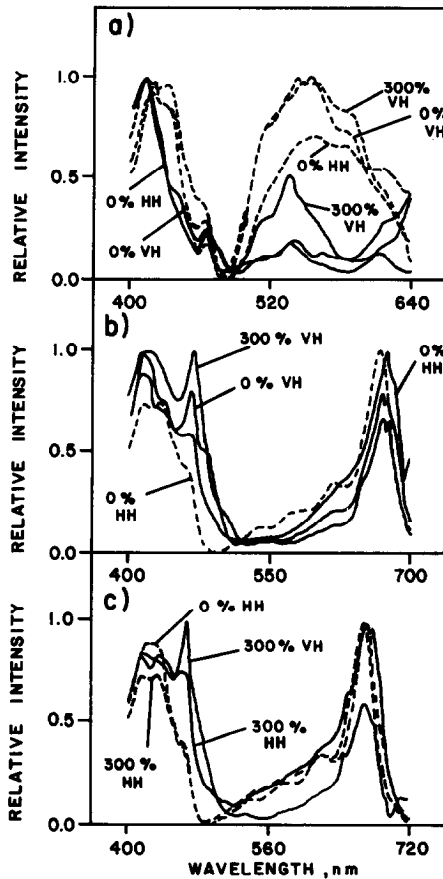 a)
RELATIVE INTENSITY
1.0
0.5
0.0
300%
VH
0%
VH
0% HH
300%
VH
0% HH
0% VH
400
520
640
b)
RELATIVE INTENSITY
1.0
0.5
0.0
300% VH
0% VH
0%
HH
0%
HH
400
550
700
c)
RELATIVE INTENSITY
1.0
0.5
0.0
0% HH
300% VH
300%
HH
300%
HH
400
560
720
WAVELENGTH ,nm